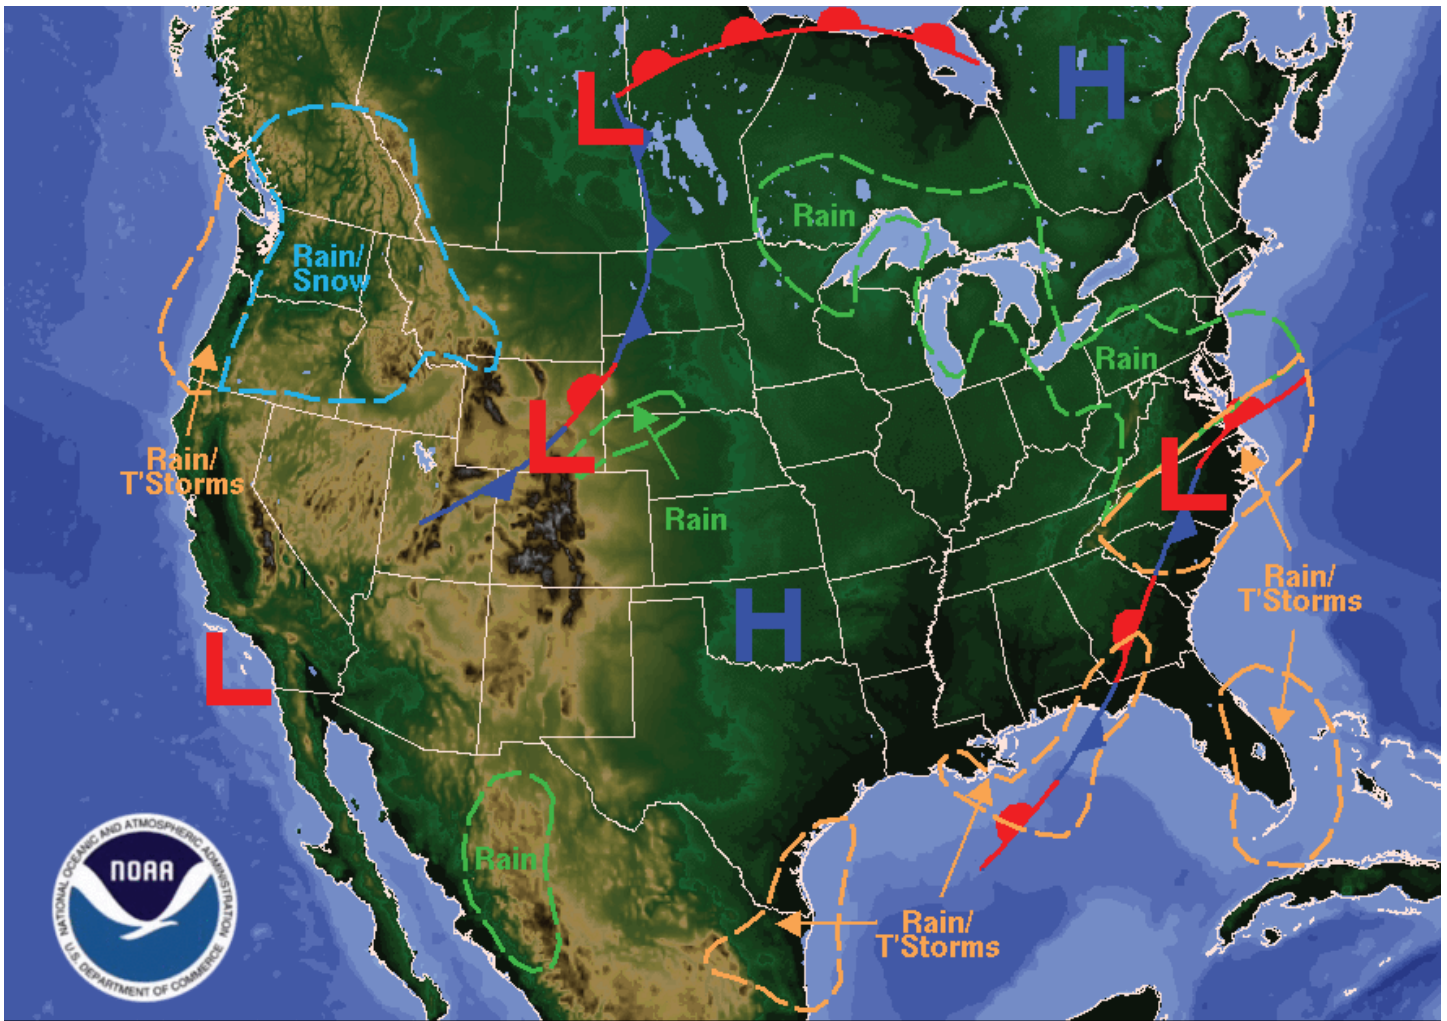 L
H
Rain
Rain/
Snow
Rain
L
Rain/
T'Storms
Rain
L
Rain/
T'Storms
H
L
Rain
Rain/
T'Storms
NATIONAL OCEANIC AND ATMOSPHERIC ADMINISTRATION
NOAA
U.S. DEPARTMENT OF COMMERCE